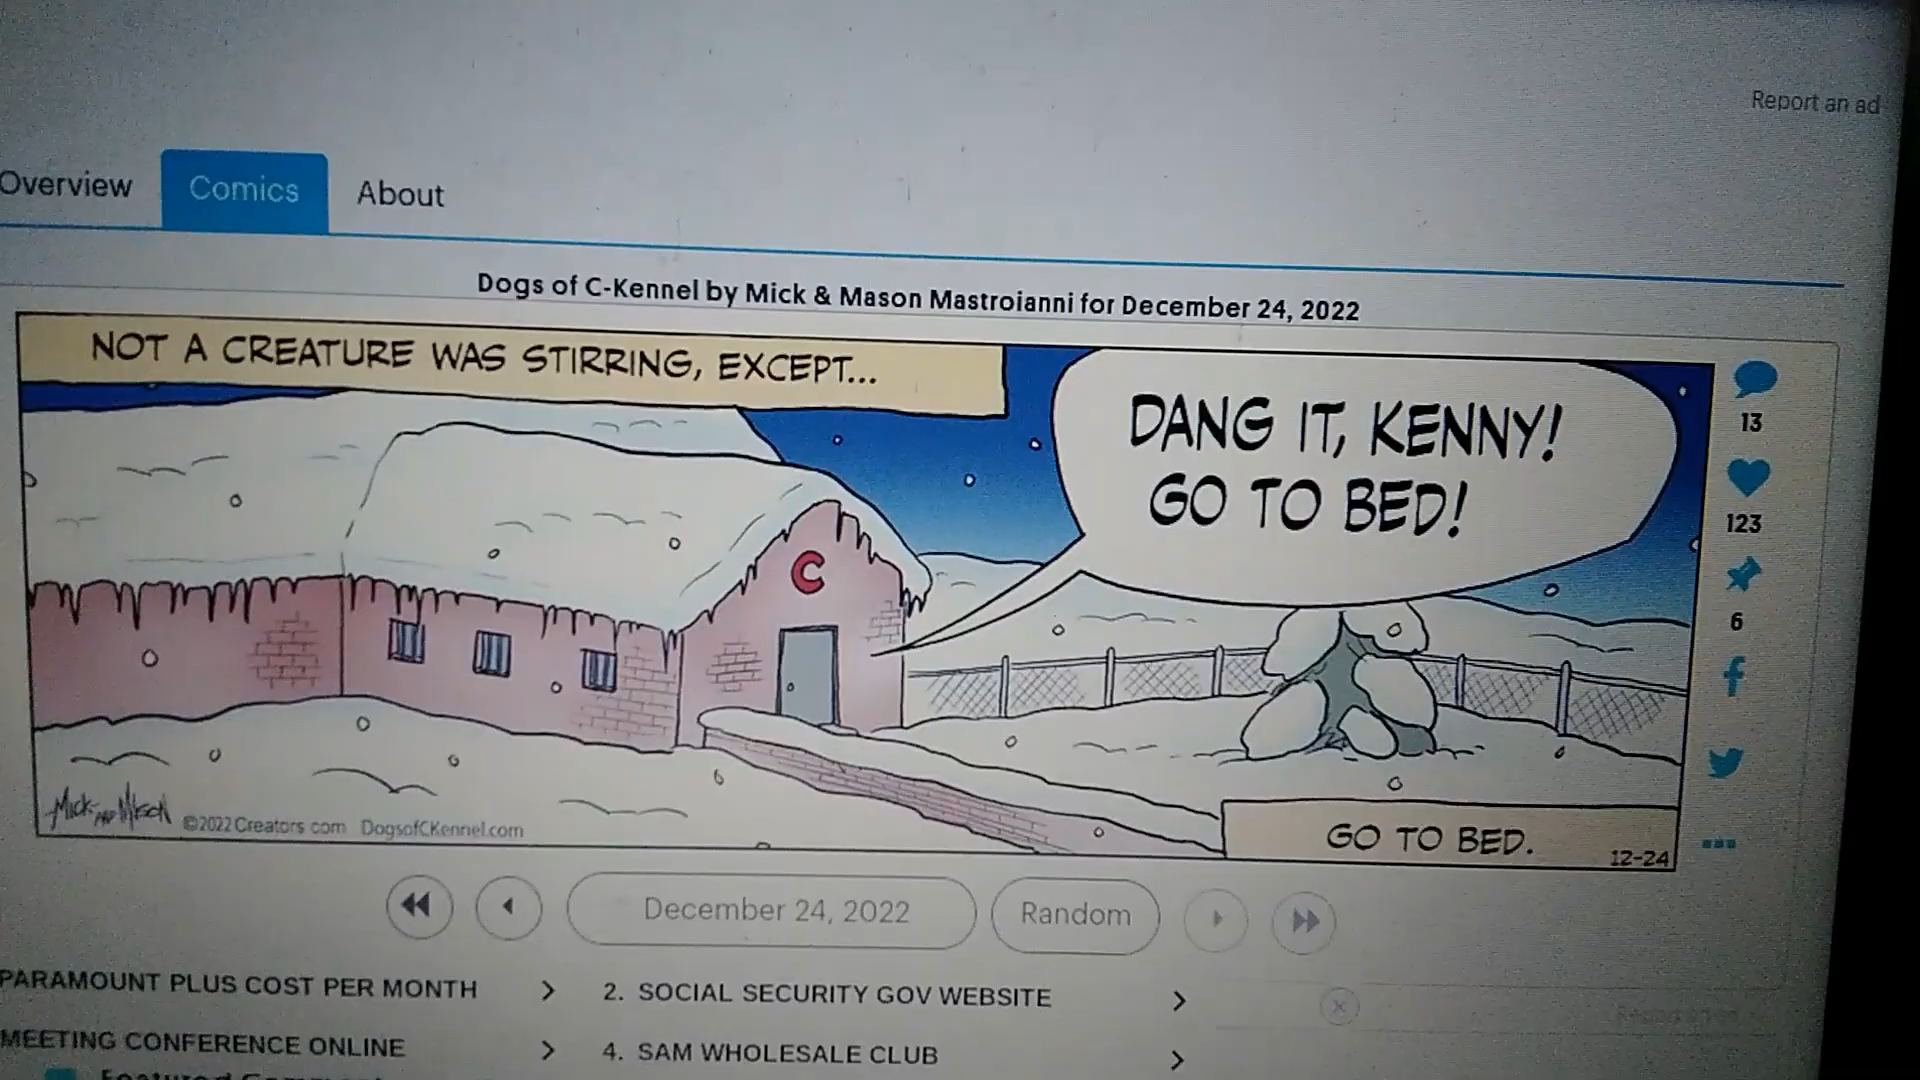 Report an ad
Overview
Comics
About
Dogs of C-Kennel by Mick & Mason Mastroianni for December 24, 2022
NOT A CREATURE WAS STIRRING, EXCEPT...
DANG IT, KENNY!
GO TO BED!
13
123
6
C
Mick AND Mason
©2022 Creators com DogsofCKennel.com
GO TO BED.
12-24
December 24, 2022
Random
PARAMOUNT PLUS COST PER MONTH
2. SOCIAL SECURITY GOV WEBSITE
MEETING CONFERENCE ONLINE
4. SAM WHOLESALE CLUB